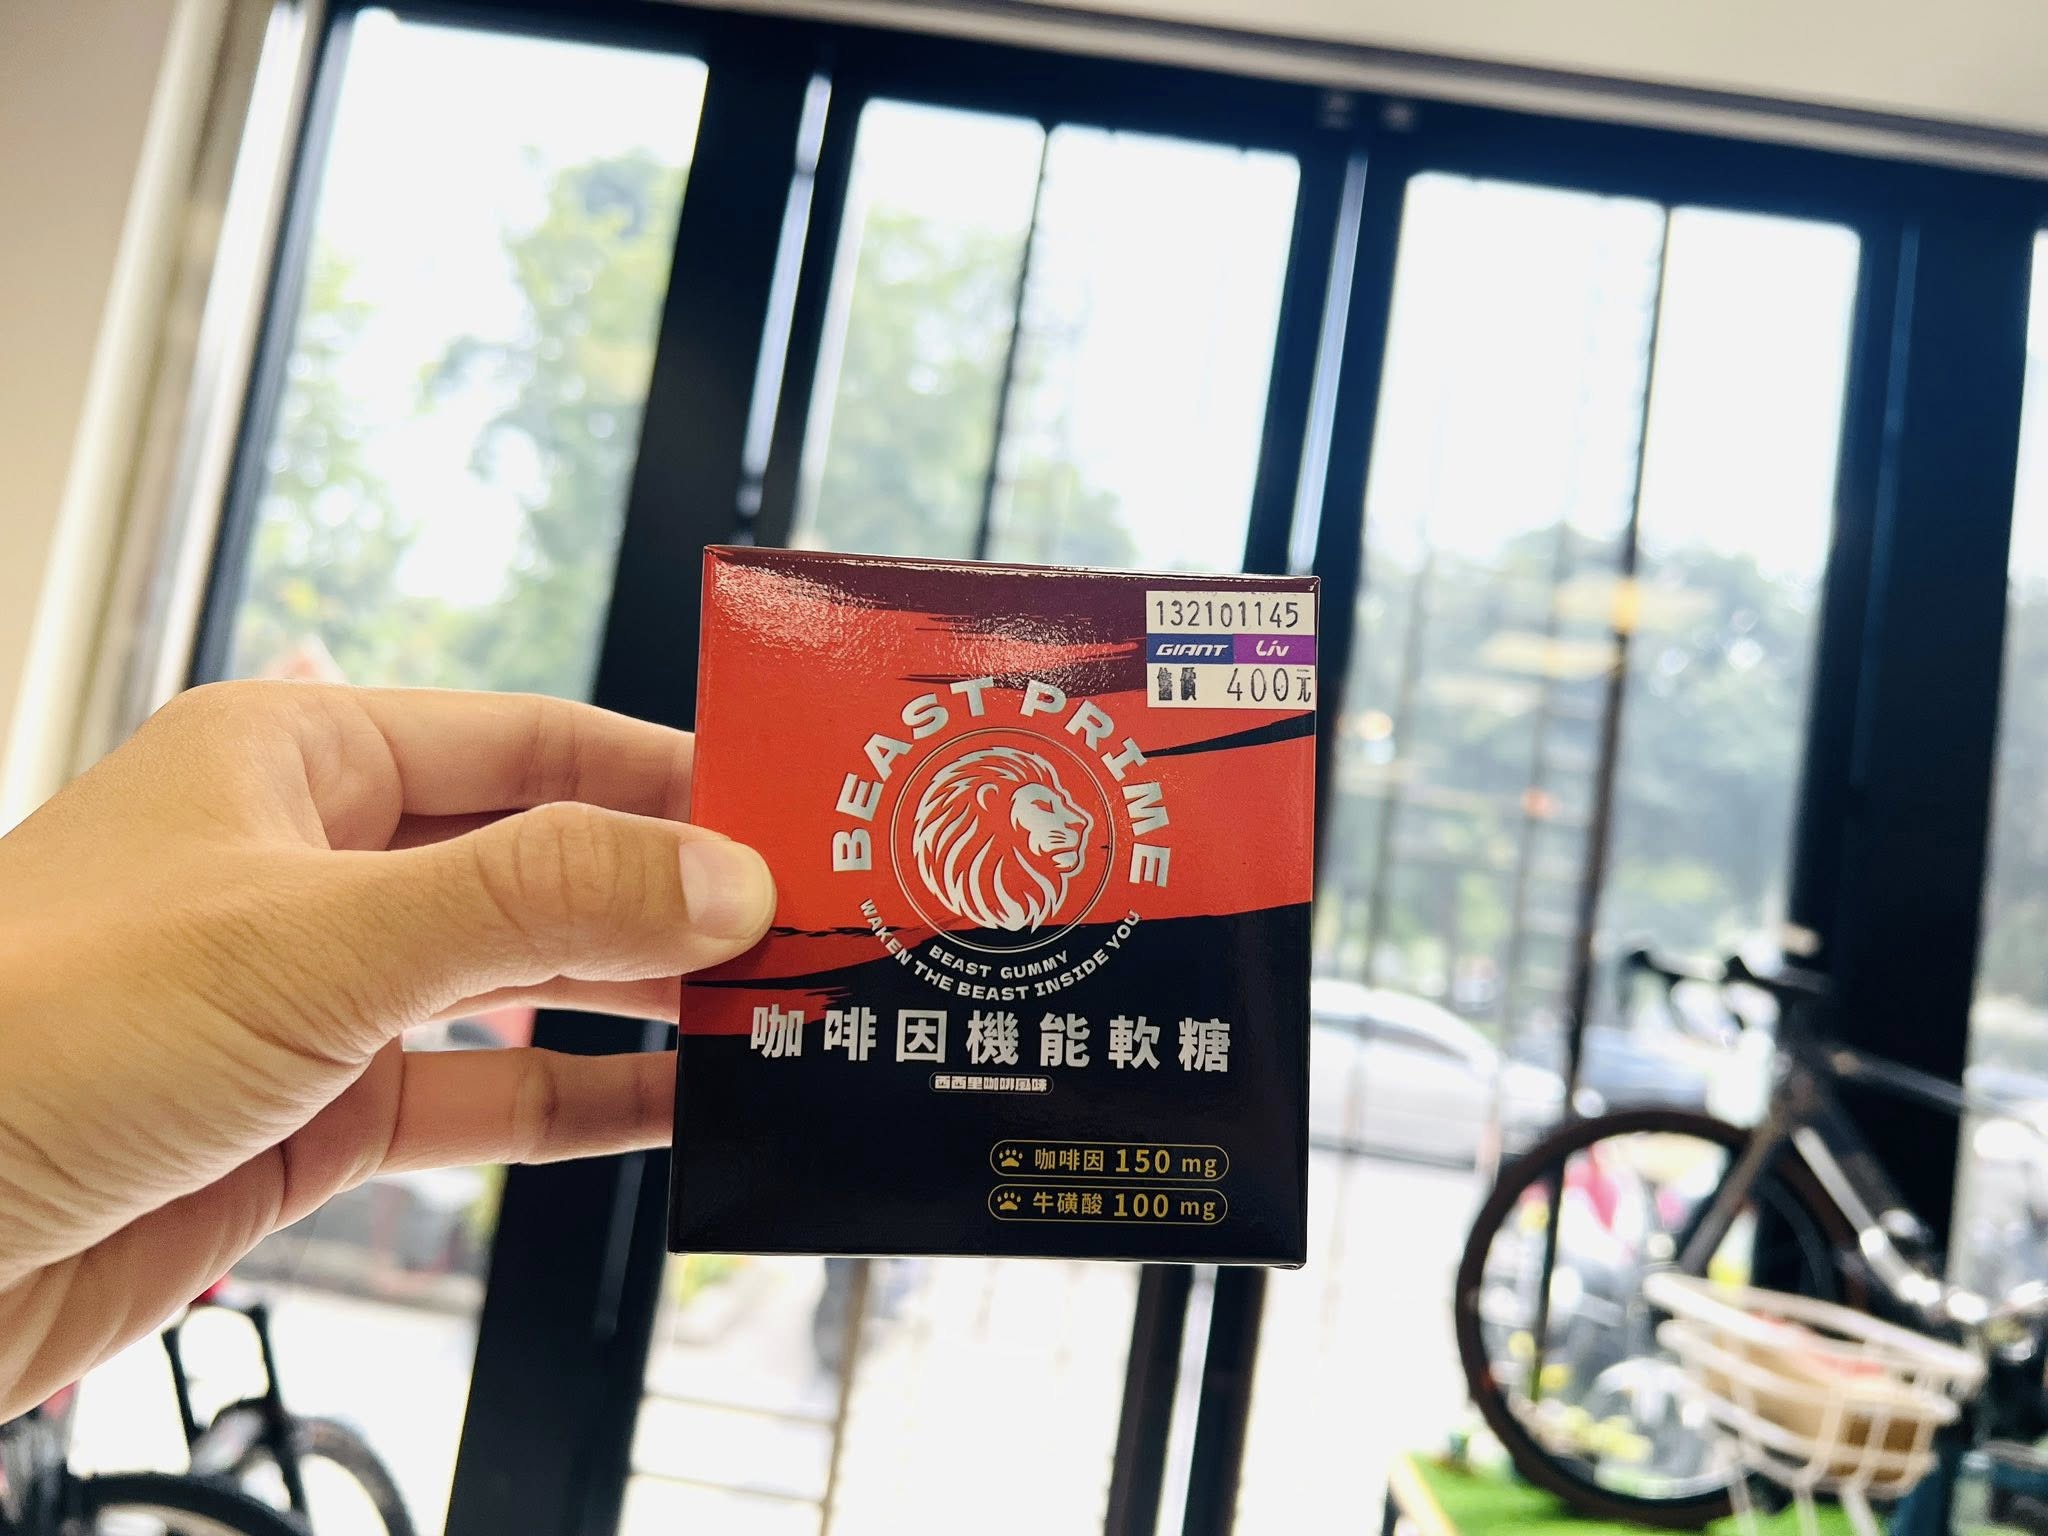 132101145
GIANT Liv
售價 400元
BEAST PRIME
BEAST GUMMY
WAKEN THE BEAST INSIDE YOU
咖啡因機能軟糖
西西里咖啡風味
咖啡因 150 mg
牛磺酸 100 mg